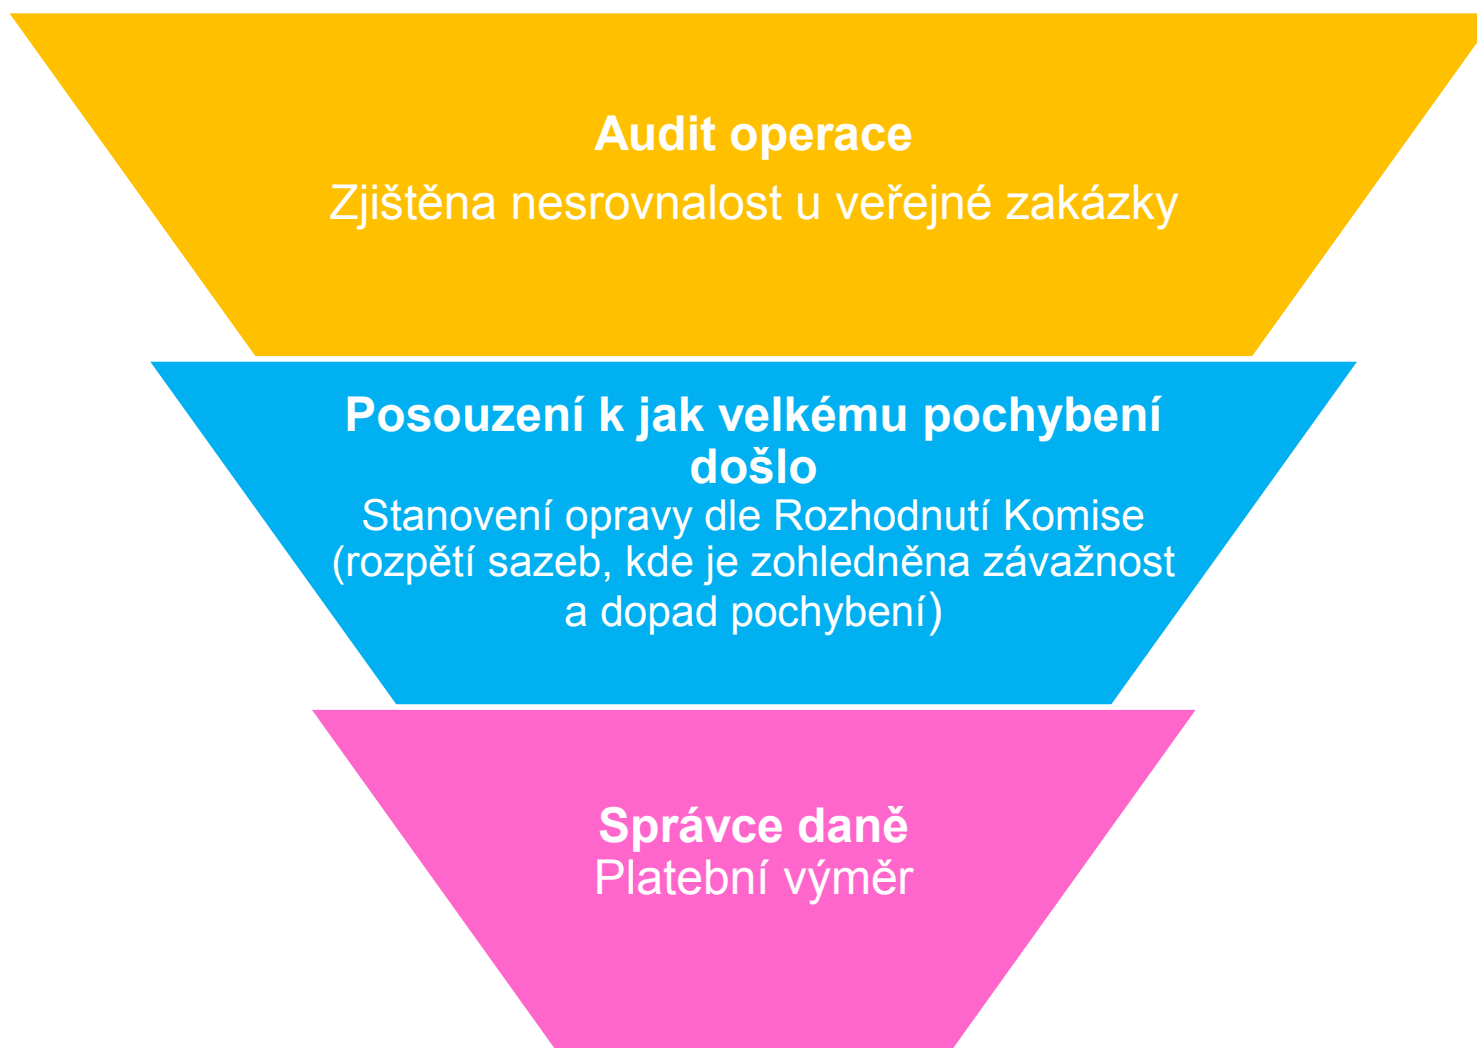 Audit operace
Zjištěna nesrovnalost u veřejné zakázky
Posouzení k jak velkému pochybení
došlo
Stanovení opravy dle Rozhodnutí Komise
(rozpětí sazeb, kde je zohledněna závažnost
a dopad pochybení)
Správce daně
Platební výměr